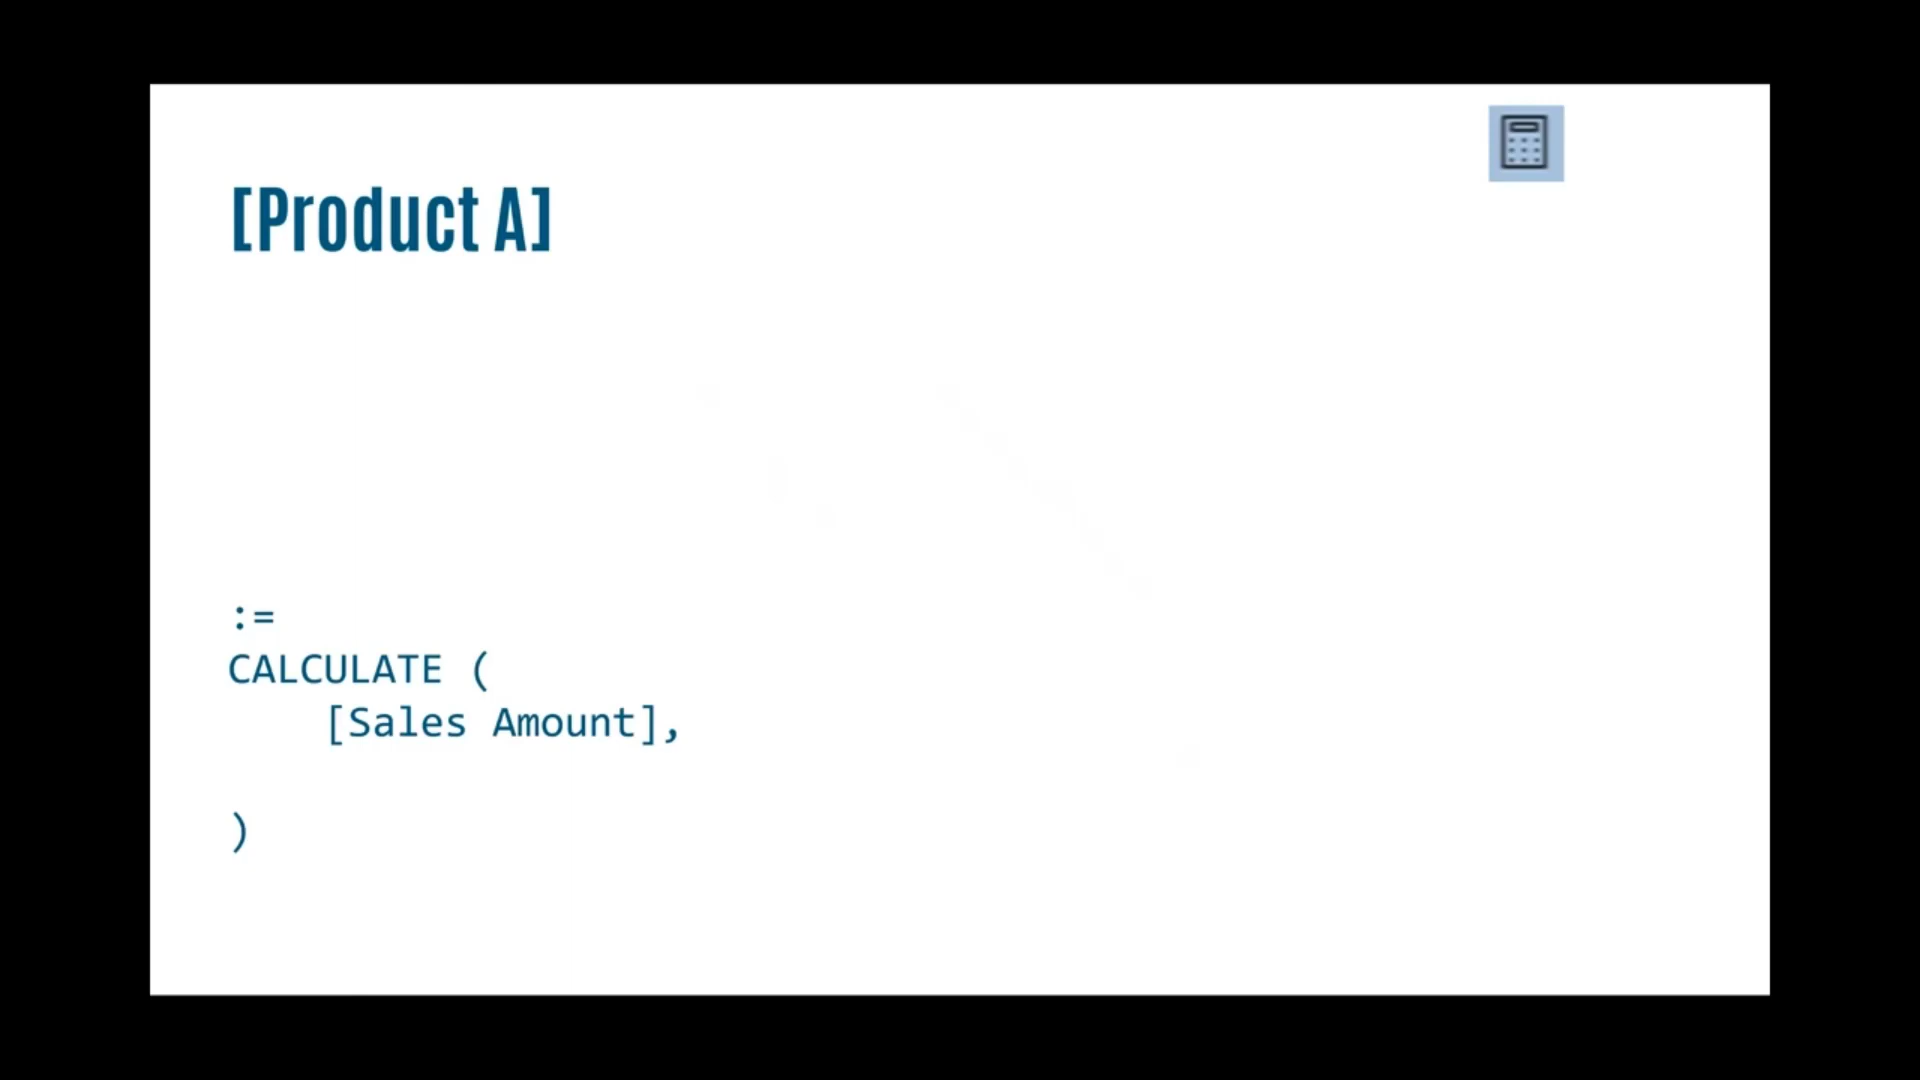 [Product A]
:=
CALCULATE (
[Sales Amount],
)